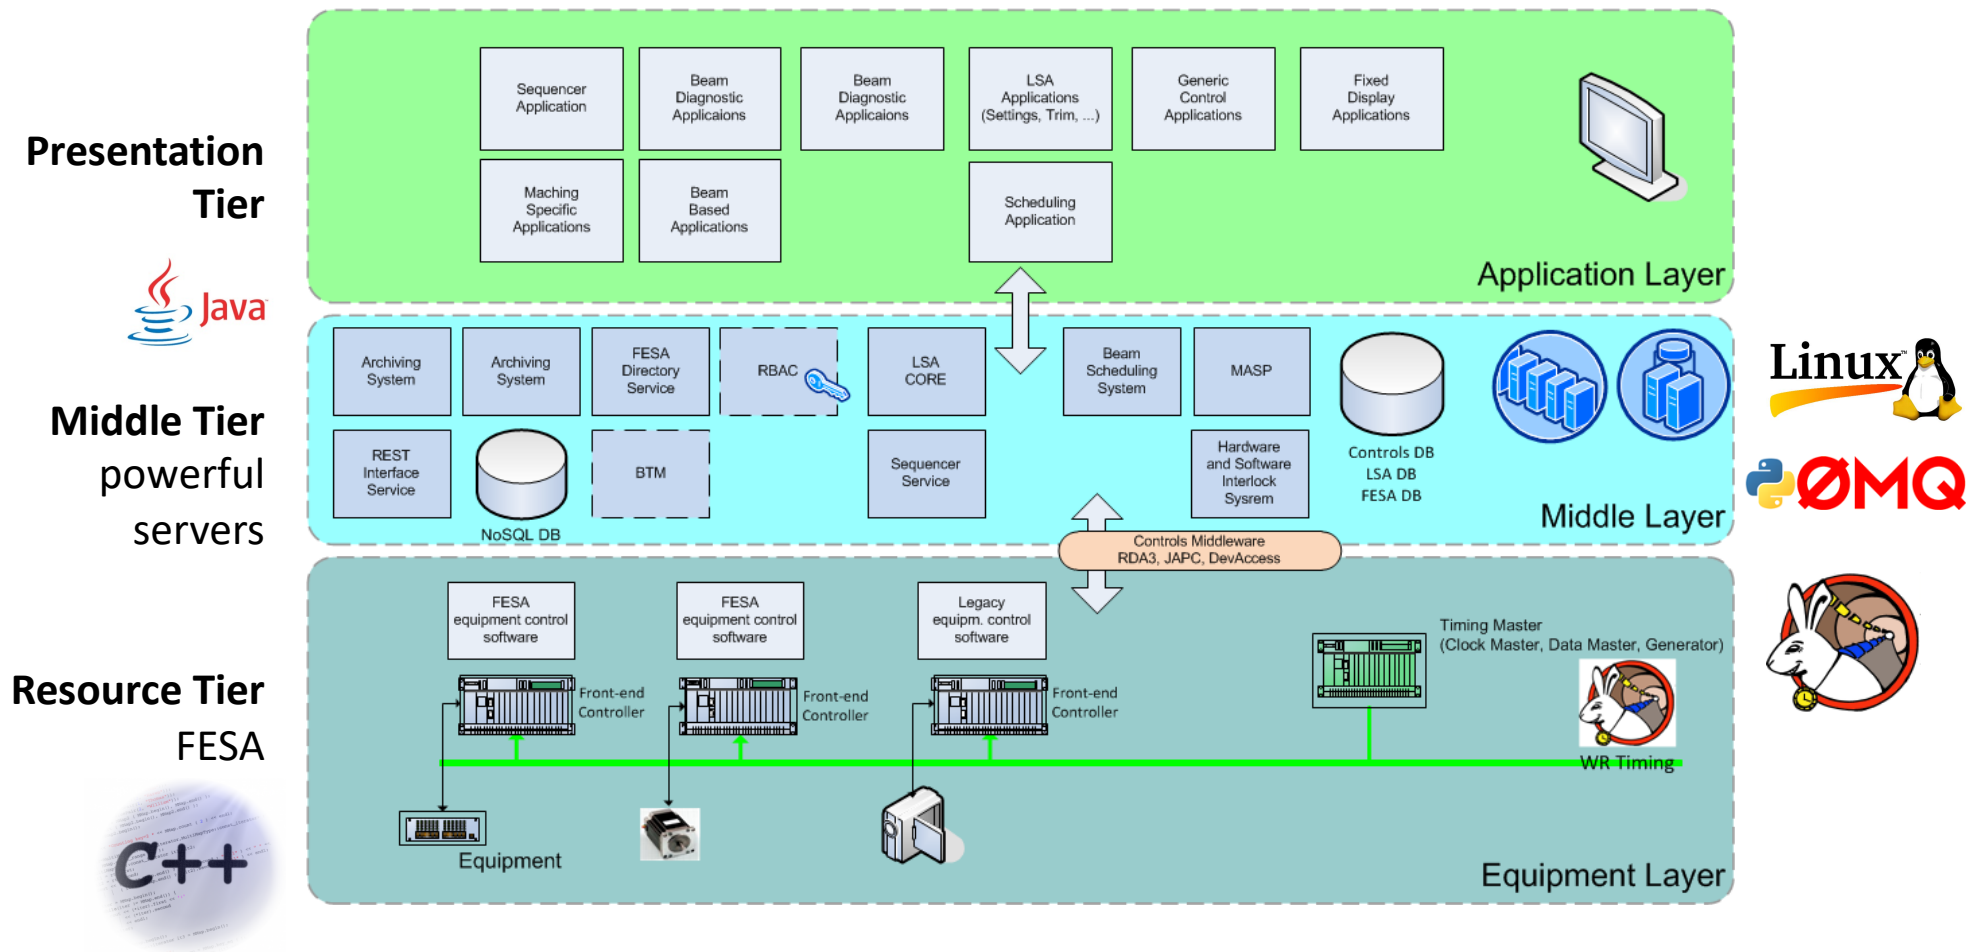 Presentation
Tier
Java
Middle Tier
powerful
servers
Resource Tier
FESA
C++
Sequencer
Application
Beam
Diagnostic
Applicaions
Beam
Diagnostic
Applicaions
LSA
Applications
(Settings, Trim, ...)
Generic
Control
Applications
Fixed
Display
Applications
Maching
Specific
Applications
Beam
Based
Applications
Scheduling
Application
Application Layer
Archiving
System
Archiving
System
FESA
Directory
Service
RBAC
LSA
CORE
Beam
Scheduling
System
MASP
REST
Interface
Service
NoSQL DB
BTM
Sequencer
Service
Hardware
and Software
Interlock
Sysrem
Controls DB
LSA DB
FESA DB
Middle Layer
Controls Middleware
RDA3, JAPC, DevAccess
FESA
equipment control
software
FESA
equipment control
software
Legacy
equipm. control
software
Front-end
Controller
Front-end
Controller
Front-end
Controller
Timing Master
(Clock Master, Data Master, Generator)
WR Timing
Equipment
Equipment Layer
Linux
ØMQ